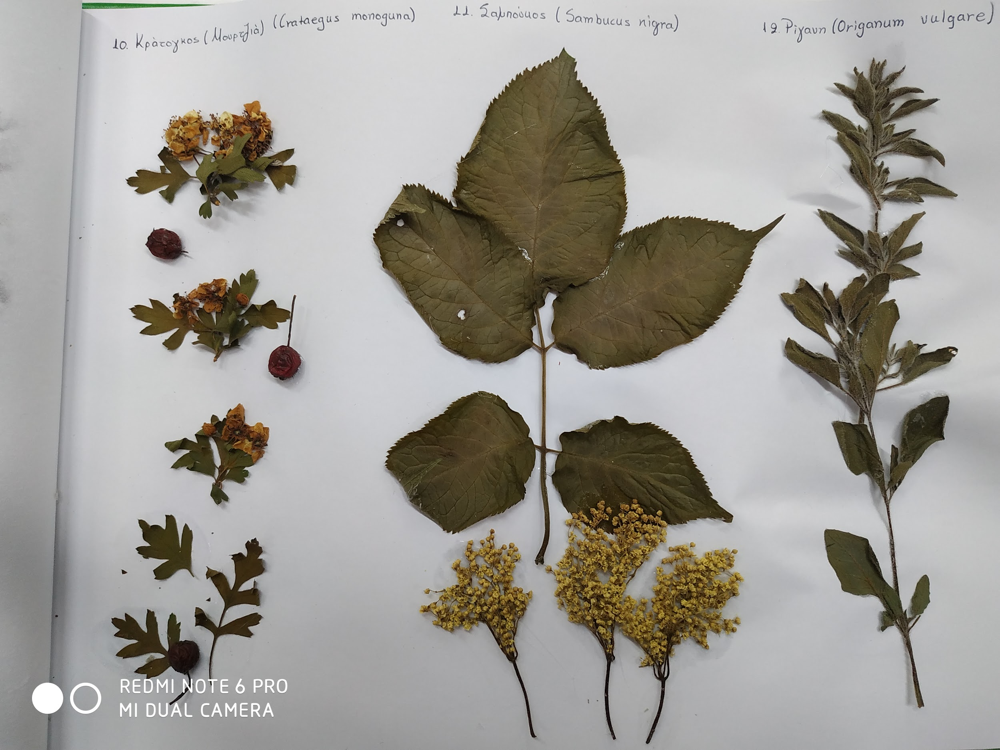 10. Κράτογκος (Μουρτζιά) (Crataegus monoguna)
11. Σαμπούκος (Sambucus nigra)
12. Ρίγανη (Origanum vulgare)
REDMI NOTE 6 PRO
MI DUAL CAMERA